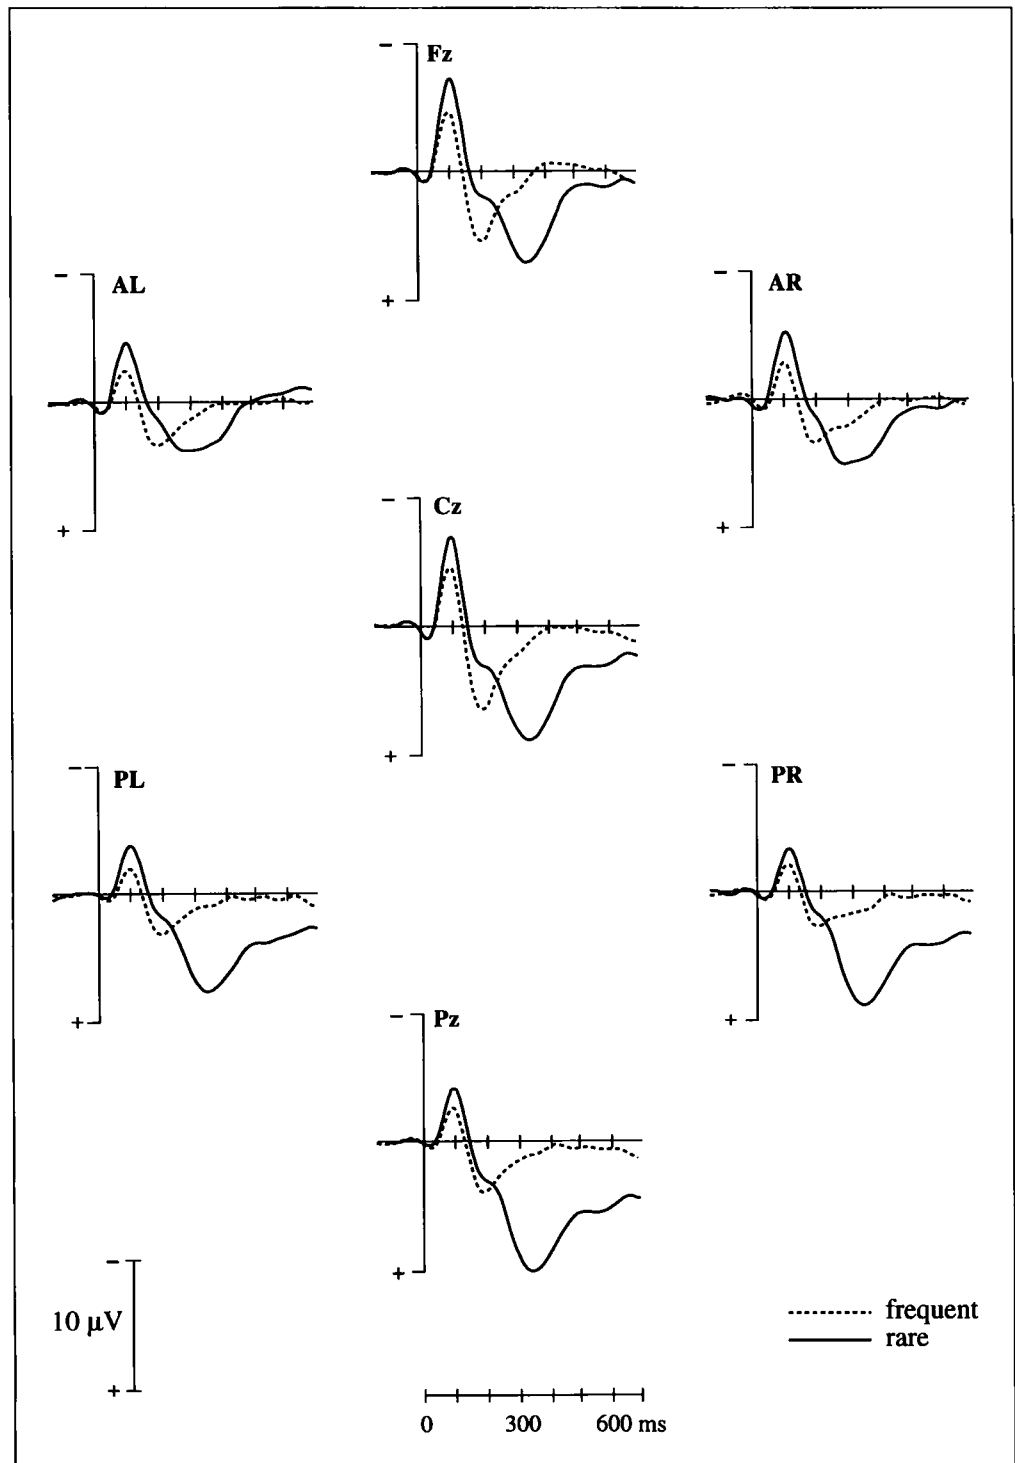 − Fz
+
− AL
+
− AR
+
− Cz
+
− PL
+
− PR
+
− Pz
+
−
10 μV
+
frequent
rare
0 300 600 ms